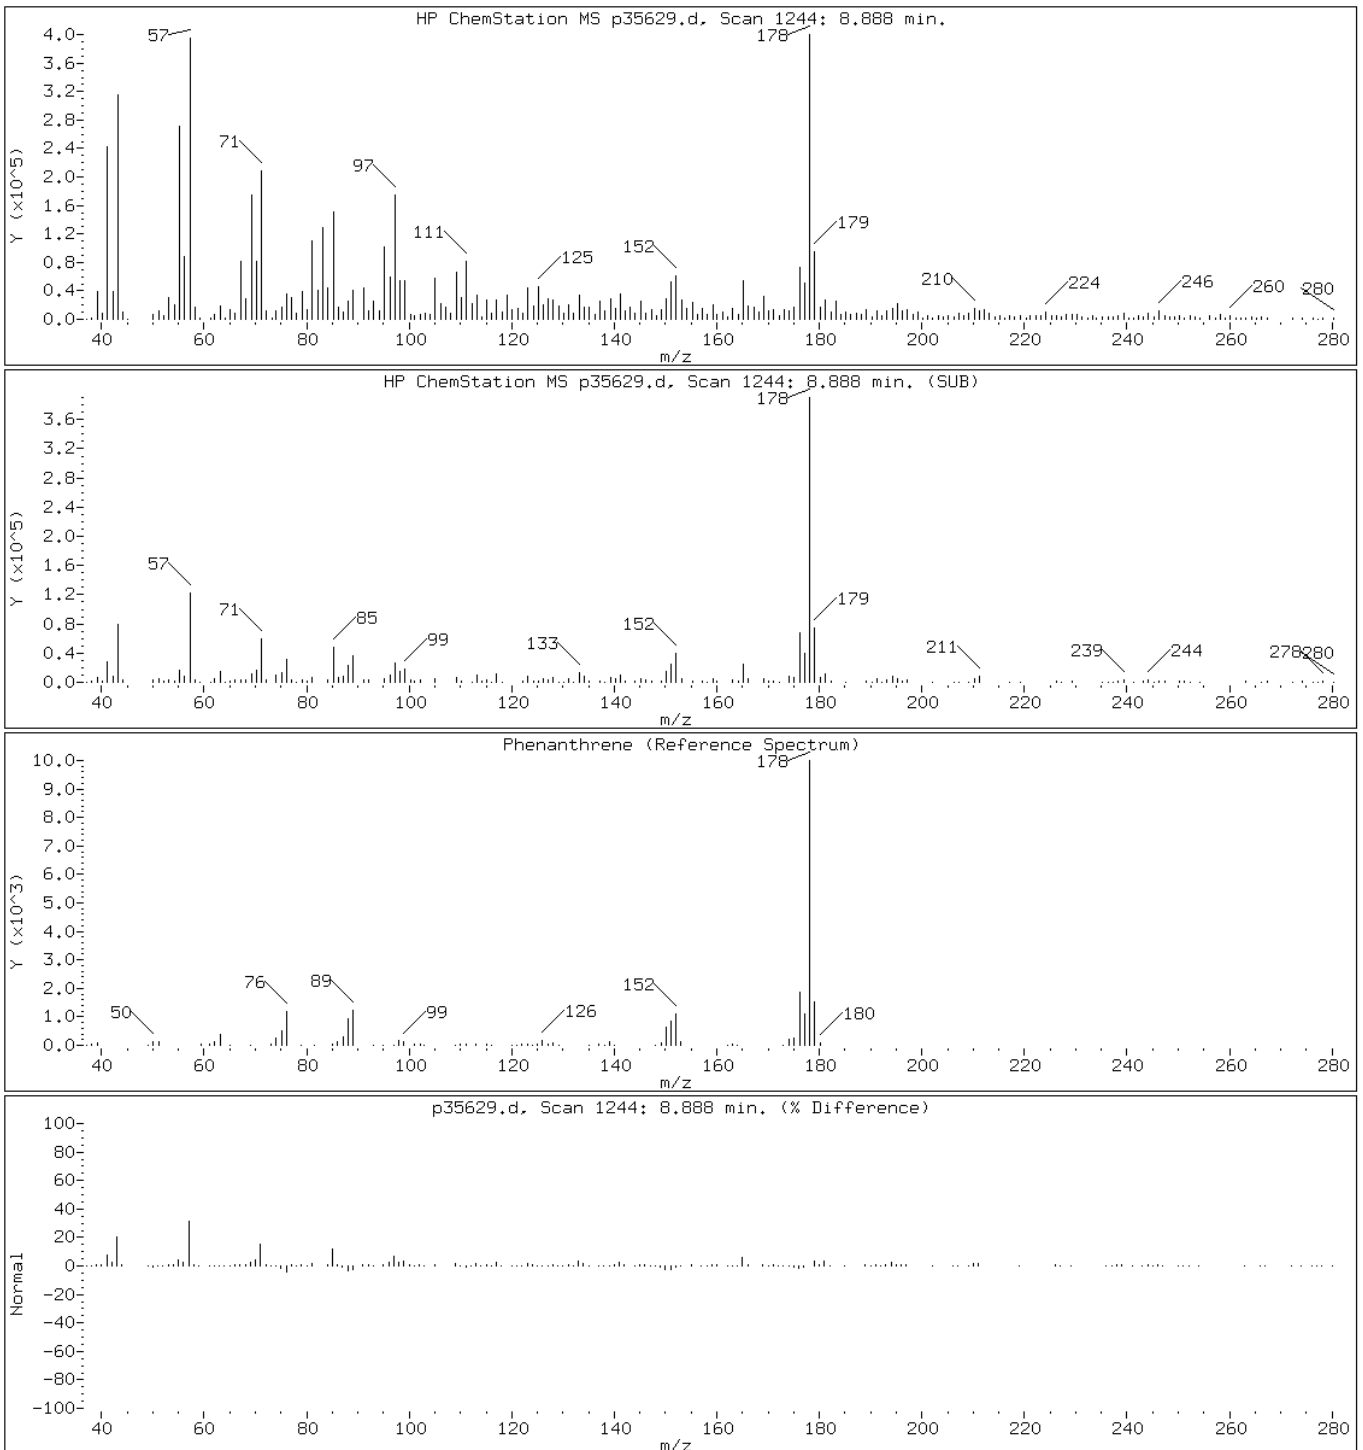 HP ChemStation MS p35629.d, Scan 1244: 8.888 min.
57 178
4.0
3.6
3.2
2.8
2.4
2.0
1.6
1.2
0.8
0.4
0.0
Y (x10^5)
71 97 111 125 152 179 210 224 246 260 280
40 60 80 100 120 140 160 180 200 220 240 260 280
m/z
HP ChemStation MS p35629.d, Scan 1244: 8.888 min. (SUB)
178
3.6
3.2
2.8
2.4
2.0
1.6
1.2
0.8
0.4
0.0
Y (x10^5)
57 71 85 99 133 152 179 211 239 244 278 280
40 60 80 100 120 140 160 180 200 220 240 260 280
m/z
Phenanthrene (Reference Spectrum)
178
10.0
9.0
8.0
7.0
6.0
5.0
4.0
3.0
2.0
1.0
0.0
Y (x10^3)
50 76 89 99 126 152 180
40 60 80 100 120 140 160 180 200 220 240 260 280
m/z
p35629.d, Scan 1244: 8.888 min. (% Difference)
100
80
60
40
20
0
-20
-40
-60
-80
-100
Normal
40 60 80 100 120 140 160 180 200 220 240 260 280
m/z